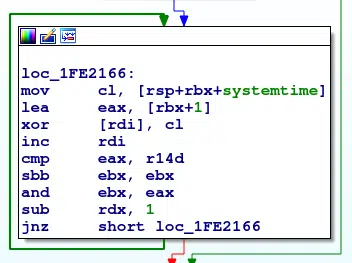 loc_1FE2166:
mov cl, [rsp+rbx+systemtime]
lea eax, [rbx+1]
xor [rdi], cl
inc rdi
cmp eax, r14d
sbb ebx, ebx
and ebx, eax
sub rdx, 1
jnz short loc_1FE2166